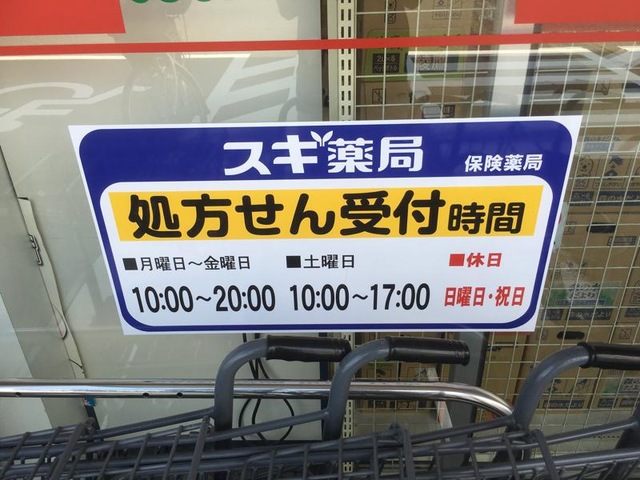 スギ薬局 保険薬局
処方せん受付時間
■月曜日～金曜日 ■土曜日 ■休日
10:00～20:00 10:00～17:00 日曜日・祝日